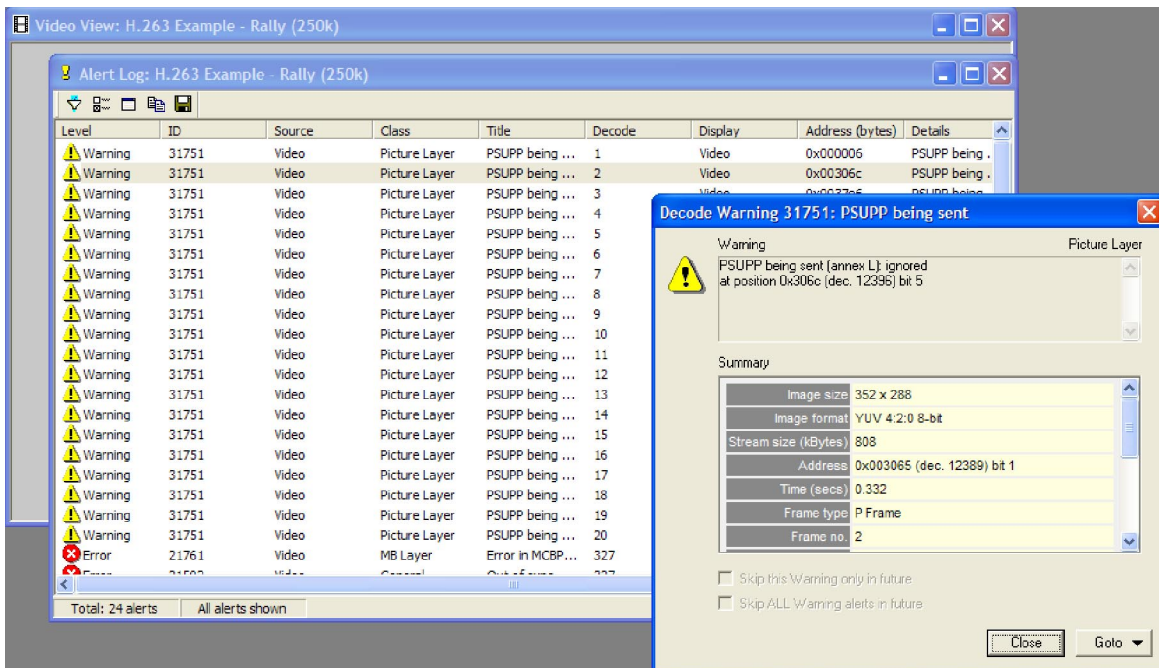 Video View: H.263 Example - Rally (250k)
Alert Log: H.263 Example - Rally (250k)
Level ID Source Class Title Decode Display Address (bytes) Details
Warning 31751 Video Picture Layer PSUPP being ... 1 Video 0x000006 PSUPP being .
Warning 31751 Video Picture Layer PSUPP being ... 2 Video 0x00306c PSUPP being .
Warning 31751 Video Picture Layer PSUPP being ... 3 Video 0x0037e6 PSUPP being
Warning 31751 Video Picture Layer PSUPP being ... 4
Warning 31751 Video Picture Layer PSUPP being ... 5
Warning 31751 Video Picture Layer PSUPP being ... 6
Warning 31751 Video Picture Layer PSUPP being ... 7
Warning 31751 Video Picture Layer PSUPP being ... 8
Warning 31751 Video Picture Layer PSUPP being ... 9
Warning 31751 Video Picture Layer PSUPP being ... 10
Warning 31751 Video Picture Layer PSUPP being ... 11
Warning 31751 Video Picture Layer PSUPP being ... 12
Warning 31751 Video Picture Layer PSUPP being ... 13
Warning 31751 Video Picture Layer PSUPP being ... 14
Warning 31751 Video Picture Layer PSUPP being ... 15
Warning 31751 Video Picture Layer PSUPP being ... 16
Warning 31751 Video Picture Layer PSUPP being ... 17
Warning 31751 Video Picture Layer PSUPP being ... 18
Warning 31751 Video Picture Layer PSUPP being ... 19
Warning 31751 Video Picture Layer PSUPP being ... 20
Error 21761 Video MB Layer Error in MCBP... 327
Total: 24 alerts All alerts shown
Decode Warning 31751: PSUPP being sent
Warning Picture Layer
PSUPP being sent (annex L): ignored
at position 0x306c (dec. 12396) bit 5
Summary
Image size 352 x 288
Image format YUV 4:2:0 8-bit
Stream size (kBytes) 808
Address 0x003065 (dec. 12389) bit 1
Time (secs) 0.332
Frame type P Frame
Frame no. 2
Skip this Warning only in future
Skip ALL Warning alerts in future
Close Goto